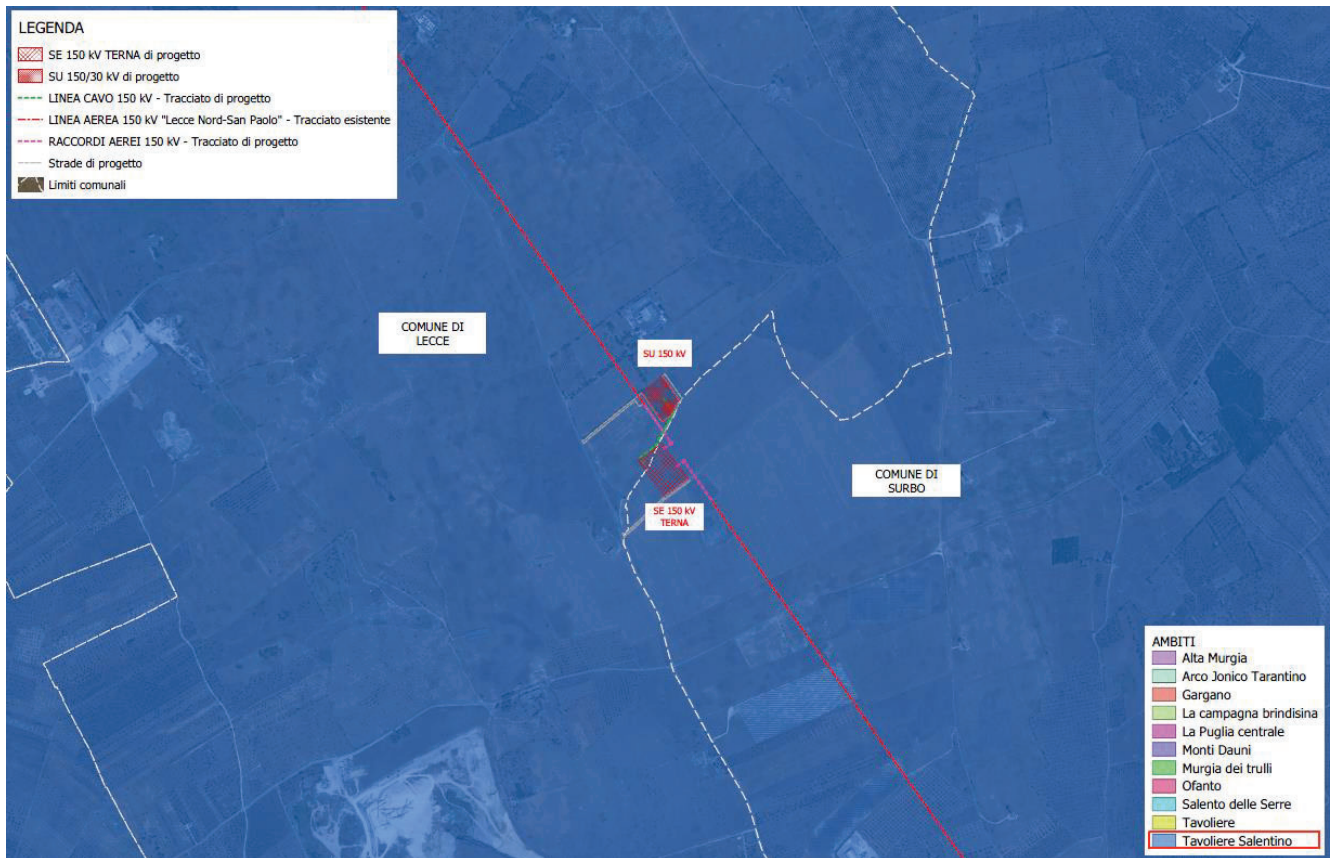 LEGENDA
SE 150 kV TERNA di progetto
SU 150/30 kV di progetto
LINEA CAVO 150 kV - Tracciato di progetto
LINEA AEREA 150 kV "Lecce Nord-San Paolo" - Tracciato esistente
RACCORDI AEREI 150 kV - Tracciato di progetto
Strade di progetto
Limiti comunali
COMUNE DI
LECCE
SU 150 kV
COMUNE DI
SURBO
SE 150 kV
TERNA
AMBITI
Alta Murgia
Arco Jonico Tarantino
Gargano
La campagna brindisina
La Puglia centrale
Monti Dauni
Murgia dei trulli
Ofanto
Salento delle Serre
Tavoliere
Tavoliere Salentino